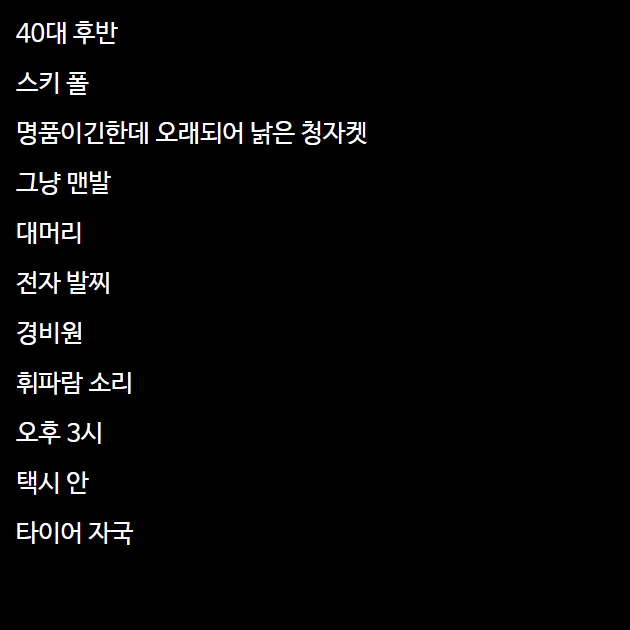 40대 후반
스키 폴
명품이긴한데 오래되어 낡은 청자켓
그냥 맨발
대머리
전자 발찌
경비원
휘파람 소리
오후 3시
택시 안
타이어 자국